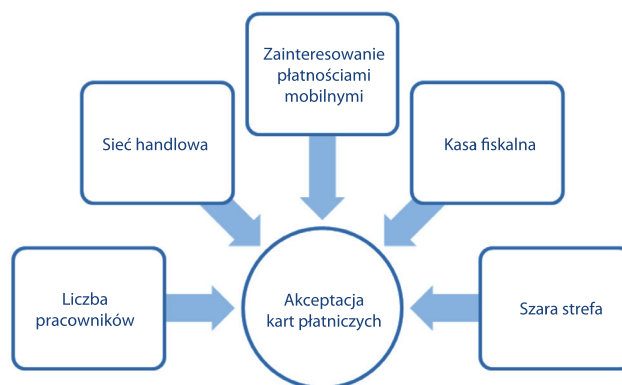 Zainteresowanie
płatnościami
mobilnymi
Sieć handlowa
Kasa fiskalna
Liczba
pracowników
Akceptacja
kart płatniczych
Szara strefa